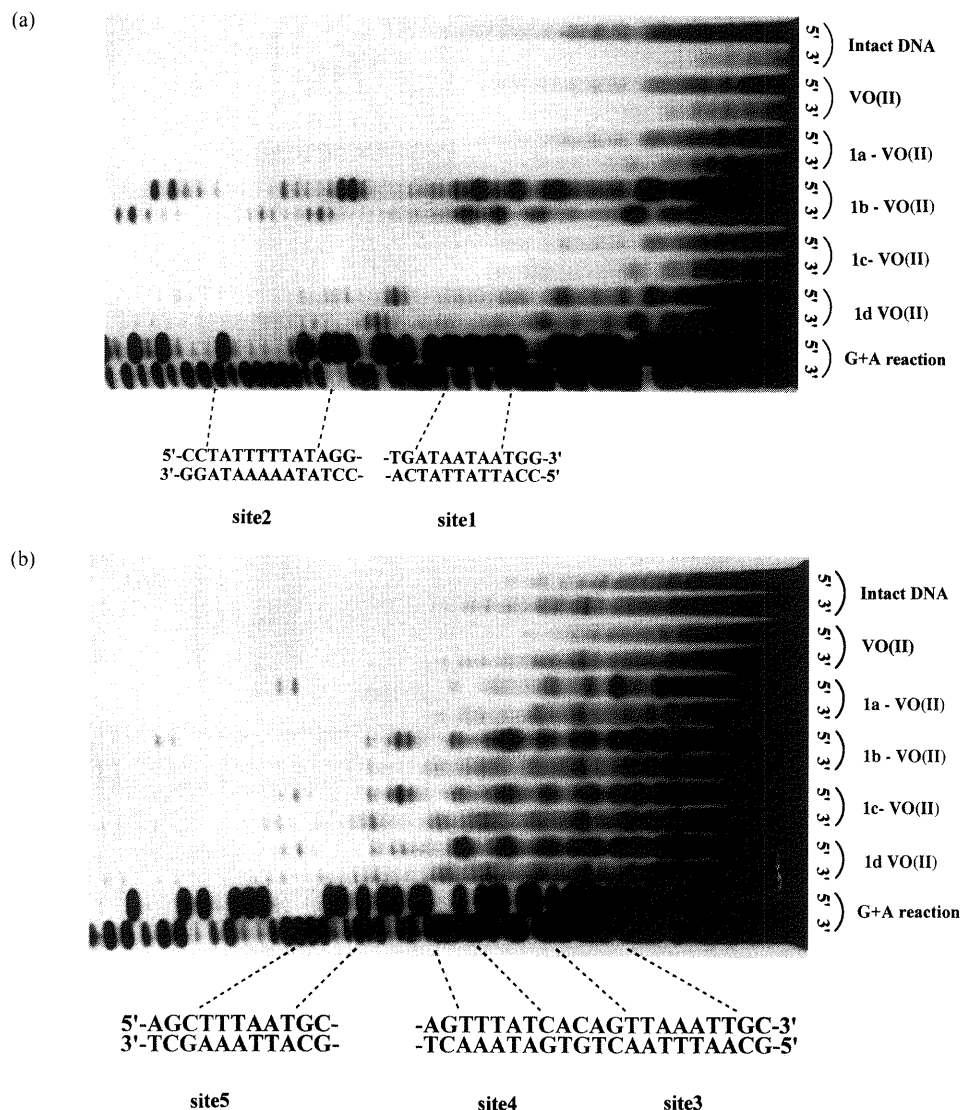 (a)
5' 3' Intact DNA
5' 3' VO(II)
5' 3' 1a - VO(II)
5' 3' 1b - VO(II)
5' 3' 1c- VO(II)
5' 3' 1d VO(II)
5' 3' G+A reaction
5'-CCTATTTTTATAGG- -TGATAATAATGG-3'
3'-GGATAAAAATATCC- -ACTATTATTACC-5'
site2 site1
(b)
5' 3' Intact DNA
5' 3' VO(II)
5' 3' 1a - VO(II)
5' 3' 1b - VO(II)
5' 3' 1c- VO(II)
5' 3' 1d VO(II)
5' 3' G+A reaction
5'-AGCTTTAATGC- -AGTTTATCACAGTTAAATTGC-3'
3'-TCGAAATTACG- -TCAAATAGTGTCAATTTAACG-5'
site5 site4 site3